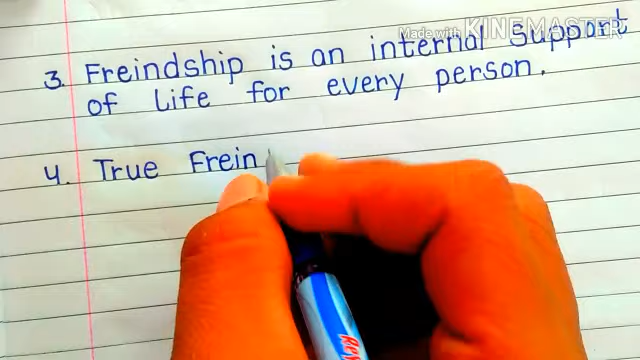 Made with KINEMASTER
3. Freindship is an internal Support
of life for every person.
4. True Frein